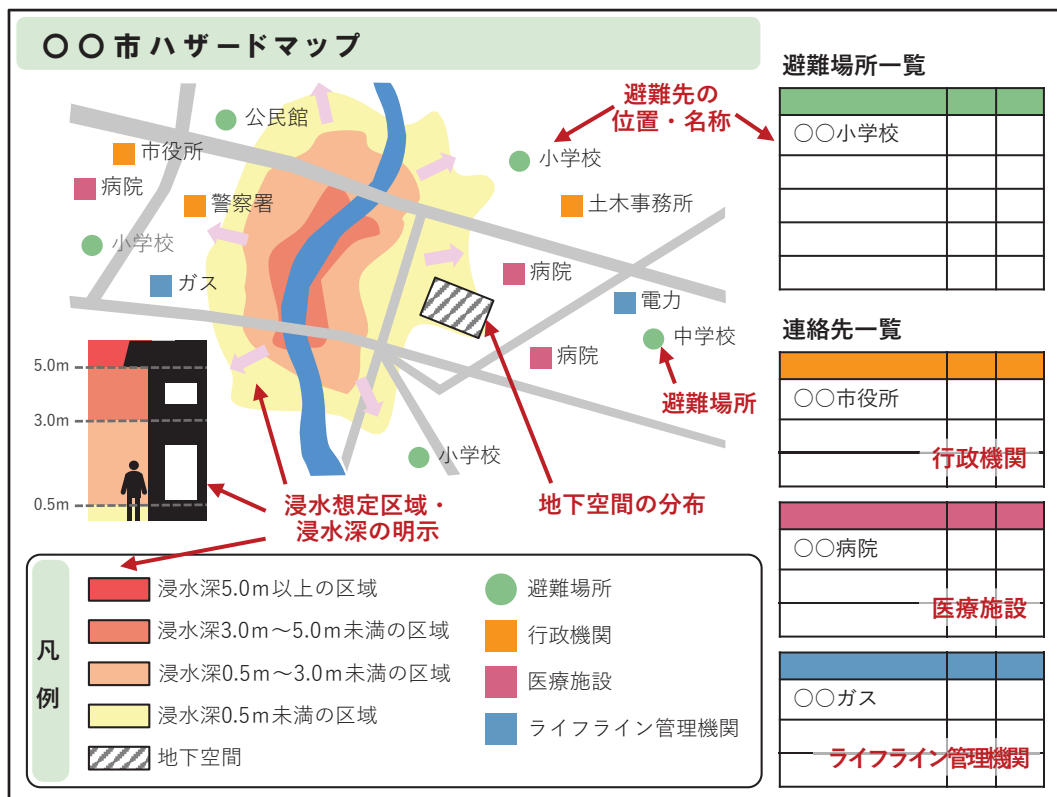 〇〇市ハザードマップ
公民館
市役所
病院
警察署
小学校
ガス
避難先の
位置・名称
小学校
土木事務所
病院
電力
中学校
病院
避難場所
小学校
地下空間の分布
浸水想定区域・
浸水深の明示
5.0m
3.0m
0.5m
凡例
浸水深5.0m以上の区域
浸水深3.0m～5.0m未満の区域
浸水深0.5m～3.0m未満の区域
浸水深0.5m未満の区域
地下空間
避難場所
行政機関
医療施設
ライフライン管理機関
避難場所一覧
〇〇小学校
連絡先一覧
〇〇市役所
行政機関
〇〇病院
医療施設
〇〇ガス
ライフライン管理機関